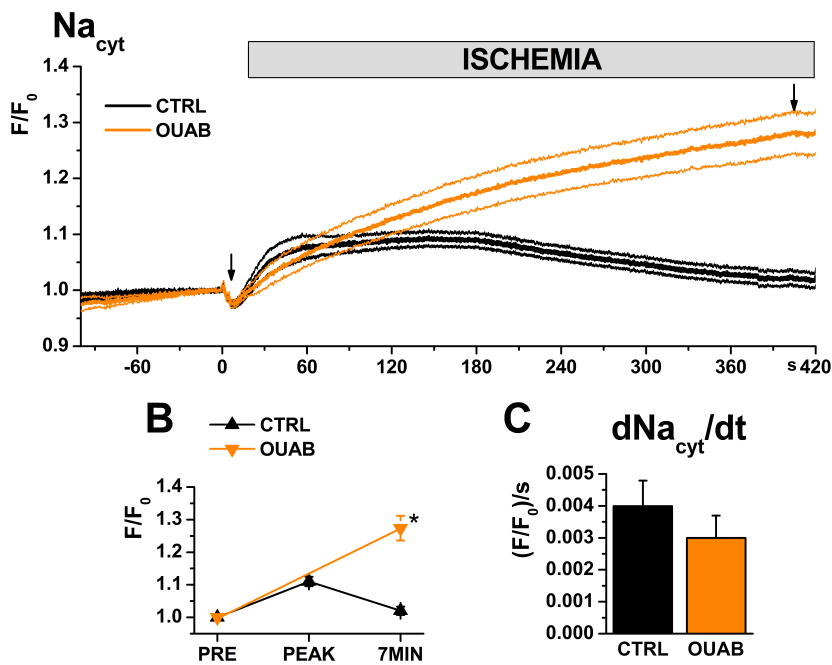 Na cyt
ISCHEMIA
F/F0
1.4
1.3
1.2
1.1
1.0
0.9
CTRL
OUAB
-60 0 60 120 180 240 300 360 s 420
B
CTRL
OUAB
F/F0
1.4
1.3
1.2
1.1
1.0
*
PRE PEAK 7MIN
C
dNa cyt/dt
(F/F0)/s
0.005
0.004
0.003
0.002
0.001
0.000
CTRL OUAB